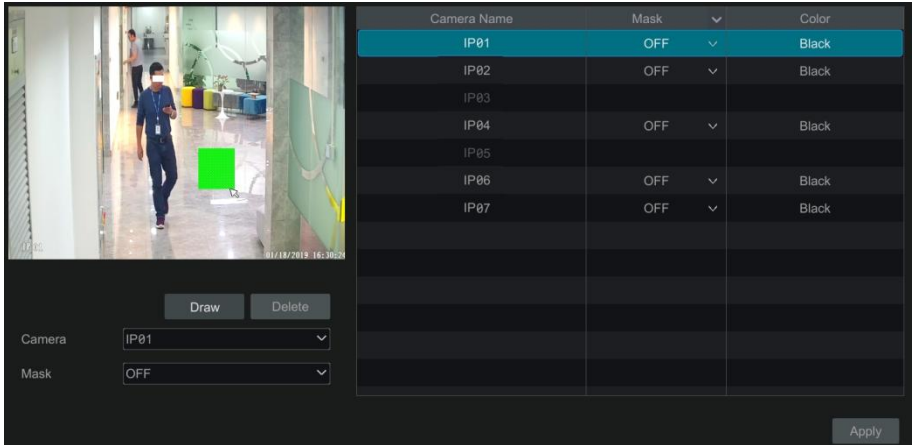 Camera Name Mask Color
IP01 OFF Black
IP02 OFF Black
IP03
IP04 OFF Black
IP05
IP06 OFF Black
IP07 OFF Black
01/18/2019 16:30:24
Draw Delete
Camera IP01
Mask OFF
Apply